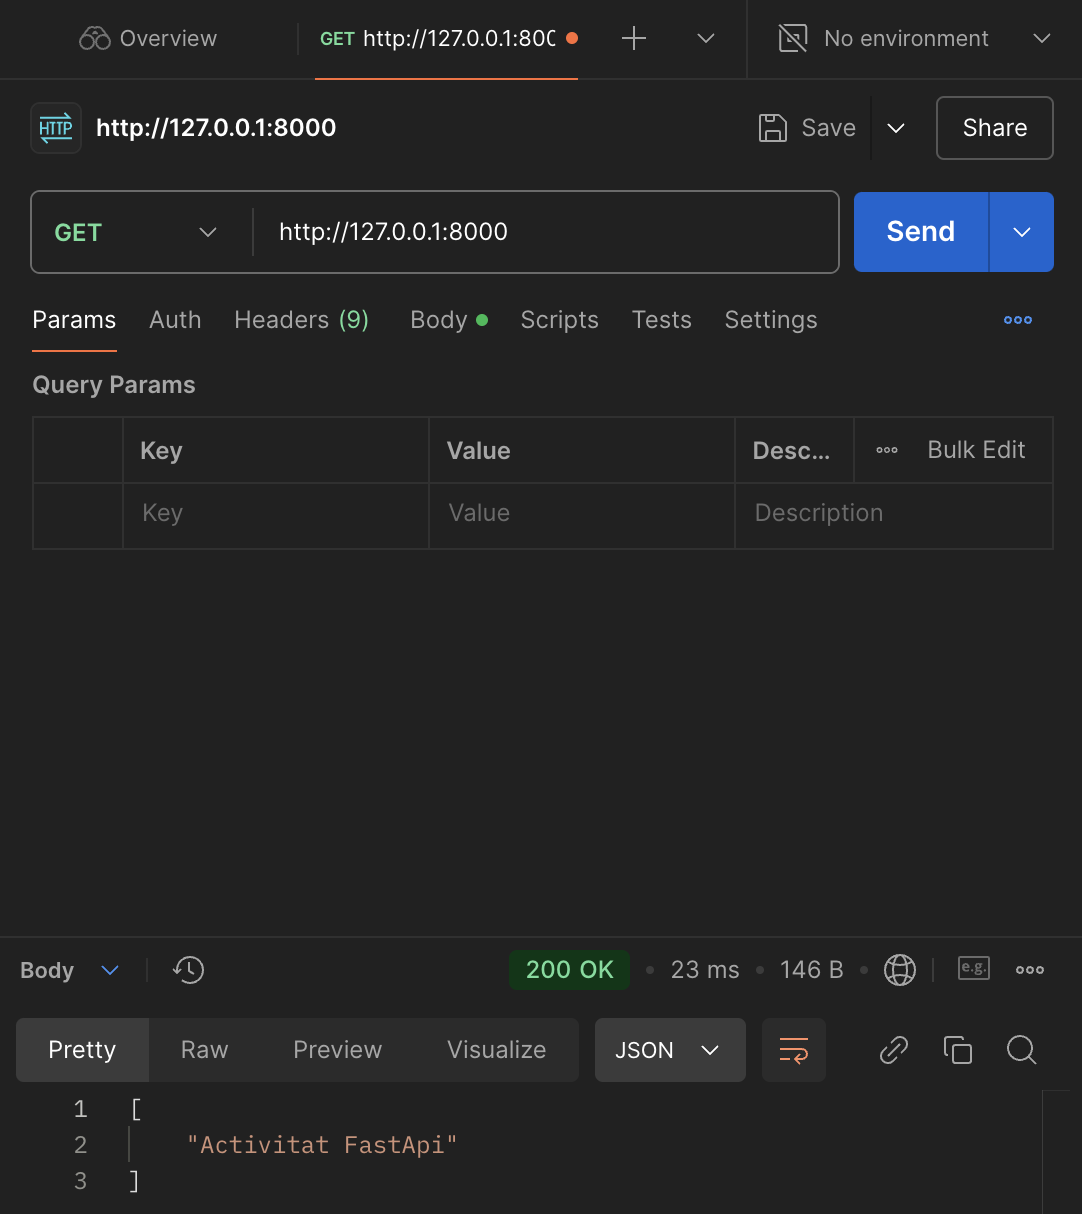 Overview
GET http://127.0.0.1:800
No environment
HTTP
http://127.0.0.1:8000
Save
Share
GET
http://127.0.0.1:8000
Send
Params Auth Headers (9) Body Scripts Tests Settings
Query Params
Key Value Desc... Bulk Edit
Key Value Description
Body
200 OK 23 ms 146 B
e.g.
Pretty Raw Preview Visualize JSON
1 [
2 "Activitat FastApi"
3 ]